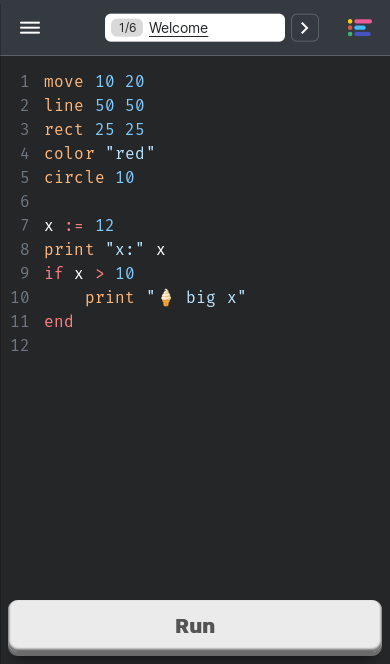 1/6 Welcome
1 move 10 20
2 line 50 50
3 rect 25 25
4 color "red"
5 circle 10
6
7 x := 12
8 print "x:" x
9 if x > 10
10     print "🍦 big x"
11 end
12
Run